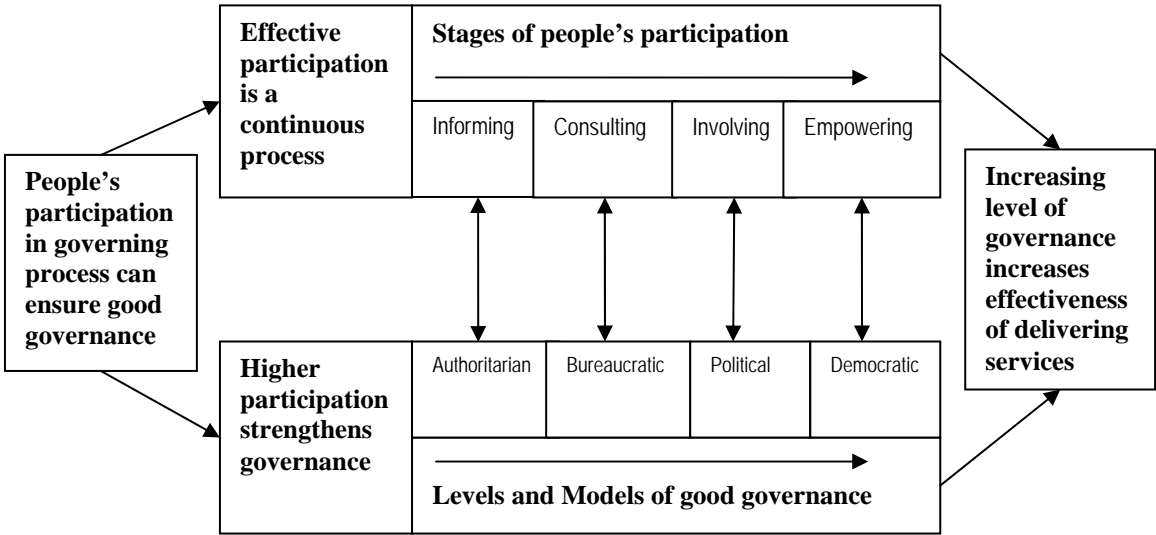 People's
participation
in governing
process can
ensure good
governance
Effective
participation
is a
continuous
process
Stages of people's participation
Informing
Consulting
Involving
Empowering
Higher
participation
strengthens
governance
Authoritarian
Bureaucratic
Political
Democratic
Levels and Models of good governance
Increasing
level of
governance
increases
effectiveness
of delivering
services